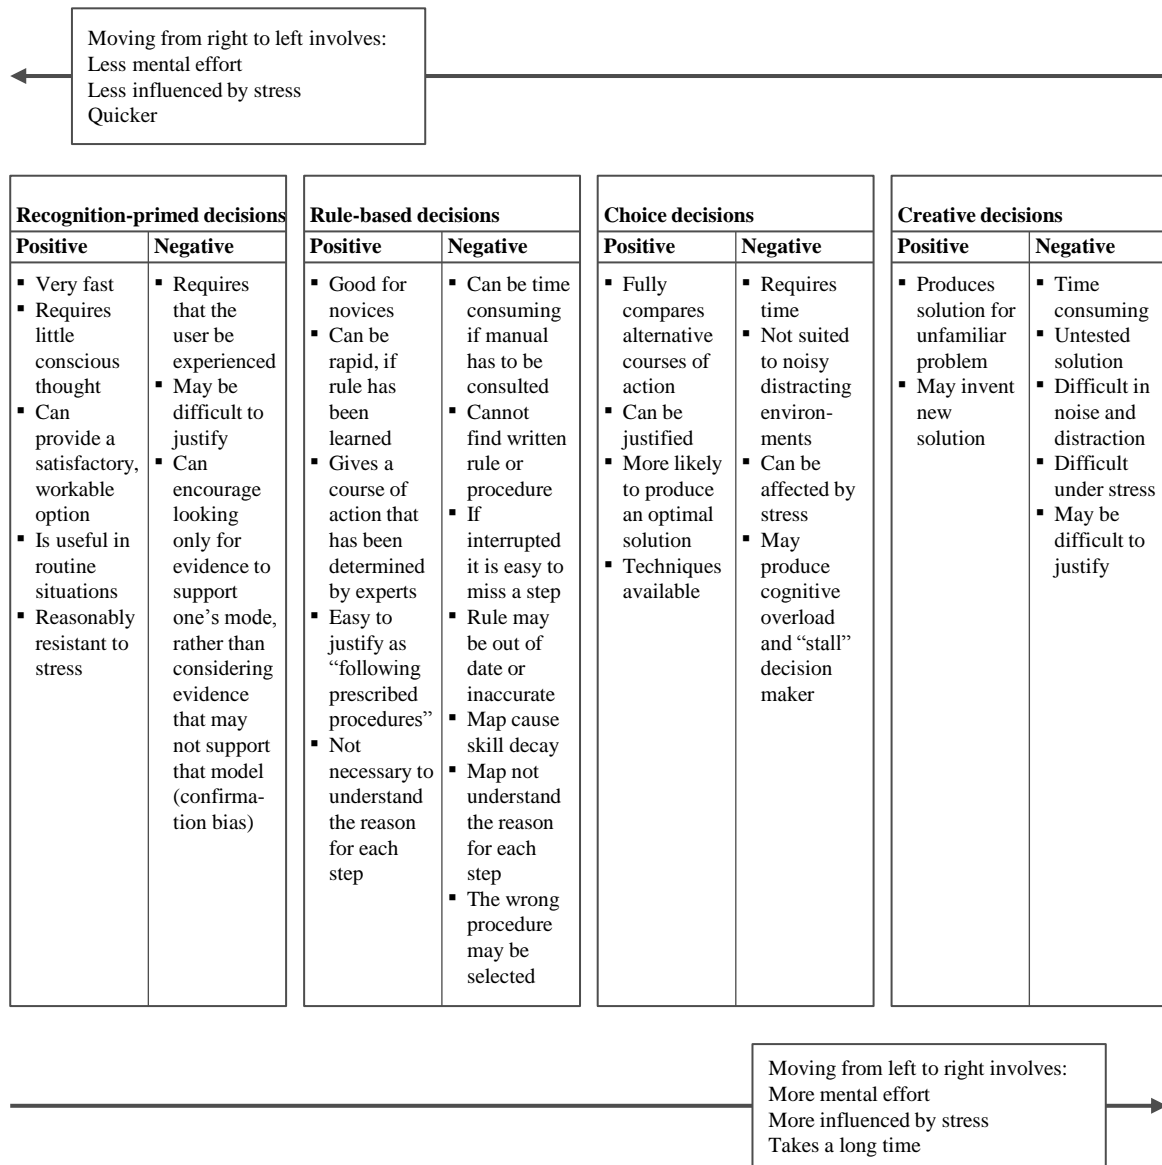 Moving from right to left involves:
Less mental effort
Less influenced by stress
Quicker
Recognition-primed decisions
Positive
Negative
▪ Very fast
▪ Requires
little
conscious
thought
▪ Can
provide a
satisfactory,
workable
option
▪ Is useful in
routine
situations
▪ Reasonably
resistant to
stress
▪ Requires
that the
user be
experienced
▪ May be
difficult to
justify
▪ Can
encourage
looking
only for
evidence to
support
one’s mode,
rather than
considering
evidence
that may
not support
that model
(confirma-
tion bias)
Rule-based decisions
Positive
Negative
▪ Good for
novices
▪ Can be
rapid, if
rule has
been
learned
▪ Gives a
course of
action that
has been
determined
by experts
▪ Easy to
justify as
“following
prescribed
procedures”
▪ Not
necessary to
understand
the reason
for each
step
▪ Can be time
consuming
if manual
has to be
consulted
▪ Cannot
find written
rule or
procedure
▪ If
interrupted
it is easy to
miss a step
▪ Rule may
be out of
date or
inaccurate
▪ Map cause
skill decay
▪ Map not
understand
the reason
for each
step
▪ The wrong
procedure
may be
selected
Choice decisions
Positive
Negative
▪ Fully
compares
alternative
courses of
action
▪ Can be
justified
▪ More likely
to produce
an optimal
solution
▪ Techniques
available
▪ Requires
time
▪ Not suited
to noisy
distracting
environ-
ments
▪ Can be
affected by
stress
▪ May
produce
cognitive
overload
and “stall”
decision
maker
Creative decisions
Positive
Negative
▪ Produces
solution for
unfamiliar
problem
▪ May invent
new
solution
▪ Time
consuming
▪ Untested
solution
▪ Difficult in
noise and
distraction
▪ Difficult
under stress
▪ May be
difficult to
justify
Moving from left to right involves:
More mental effort
More influenced by stress
Takes a long time